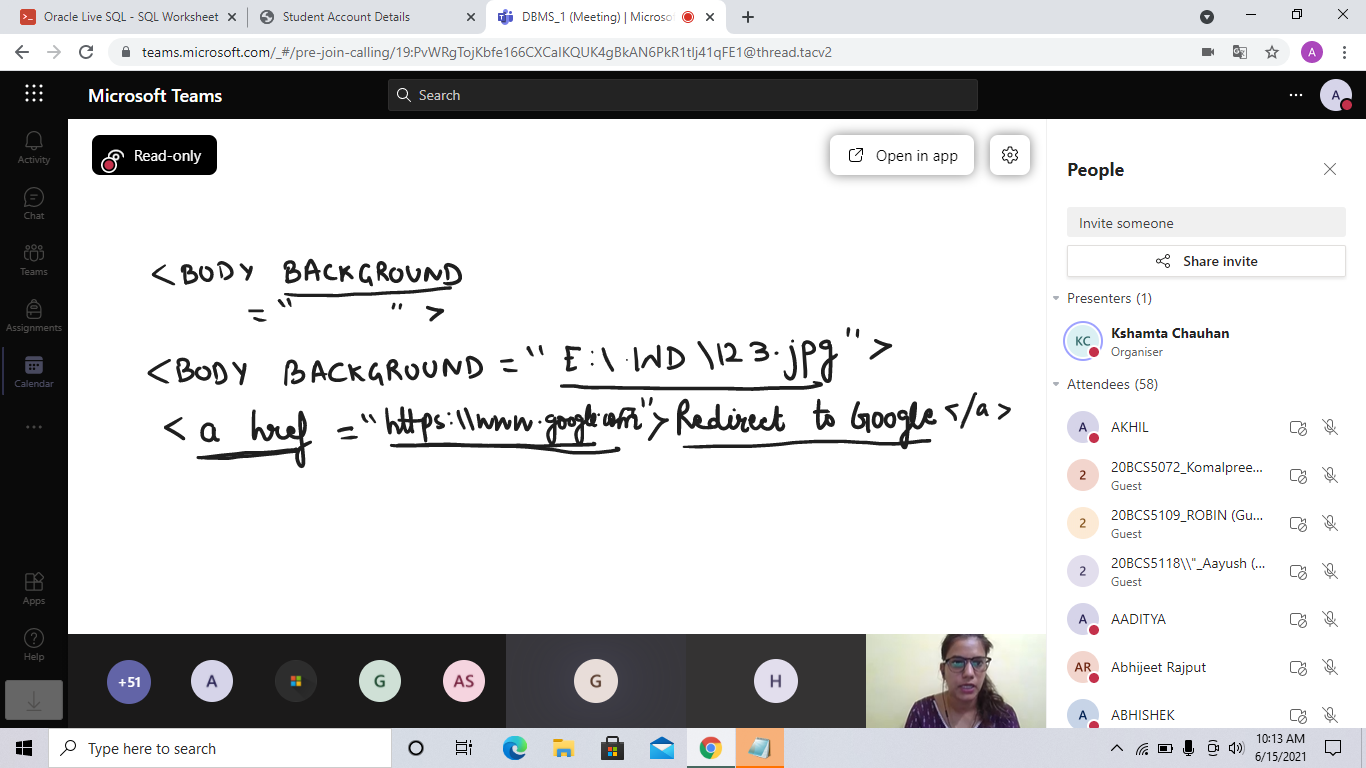 Oracle Live SQL - SQL Worksheet
Student Account Details
DBMS_1 (Meeting) | Microso
teams.microsoft.com/_#/pre-join-calling/19:PvWRgTojKbfe166CXCaIKQUK4gBkAN6PkR1tIj41qFE1@thread.tacv2
A
Microsoft Teams
Search
A
Activity
Chat
Teams
Assignments
Calendar
Apps
Help
Read-only
Open in app
<BODY BACKGROUND
=" ">
<BODY BACKGROUND = "E:\.IWD\123.jpg">
<a href ="https:\\www.google.com"> Redirect to Google </a>
+51
A
G
AS
G
H
People
Invite someone
Share invite
Presenters (1)
KC
Kshamta Chauhan
Organiser
Attendees (58)
A
AKHIL
2
20BCS5072_Komalpree...
Guest
2
20BCS5109_ROBIN (Gu...
Guest
2
20BCS5118\\"_Aayush (...
Guest
A
AADITYA
AR
Abhijeet Rajput
A
ABHISHEK
Type here to search
10:13 AM
6/15/2021